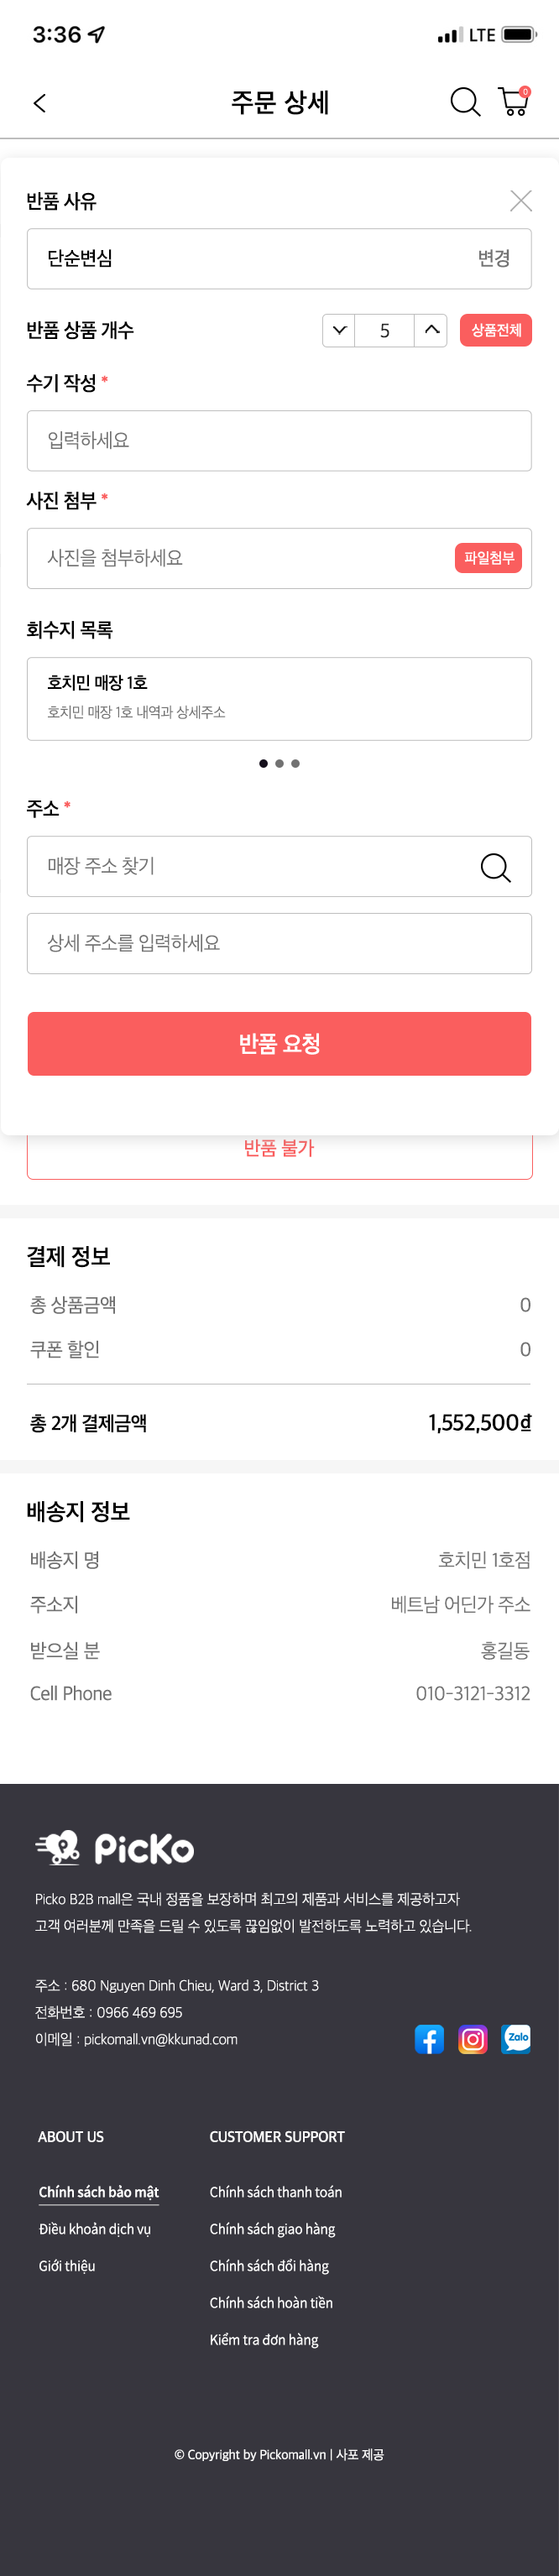 3:36 LTE
주문 상세 0
반품 사유
단순변심 변경
반품 상품 개수 5 상품전체
수기 작성 *
입력하세요
사진 첨부 *
사진을 첨부하세요 파일첨부
회수지 목록
호치민 매장 1호
호치민 매장 1호 내역과 상세주소
주소 *
매장 주소 찾기
상세 주소를 입력하세요
반품 요청
반품 불가
결제 정보
총 상품금액 0
쿠폰 할인 0
총 2개 결제금액 1,552,500₫
배송지 정보
배송지 명 호치민 1호점
주소지 베트남 어딘가 주소
받으실 분 홍길동
Cell Phone 010-3121-3312
PicKo
Picko B2B mall은 국내 정품을 보장하며 최고의 제품과 서비스를 제공하고자
고객 여러분께 만족을 드릴 수 있도록 끊임없이 발전하도록 노력하고 있습니다.
주소 : 680 Nguyen Dinh Chieu, Ward 3, District 3
전화번호 : 0966 469 695
이메일 : pickomall.vn@kkunad.com
Zalo
ABOUT US CUSTOMER SUPPORT
Chính sách bảo mật Chính sách thanh toán
Điều khoản dịch vụ Chính sách giao hàng
Giới thiệu Chính sách đổi hàng
Chính sách hoàn tiền
Kiểm tra đơn hàng
© Copyright by Pickomall.vn | 사포 제공